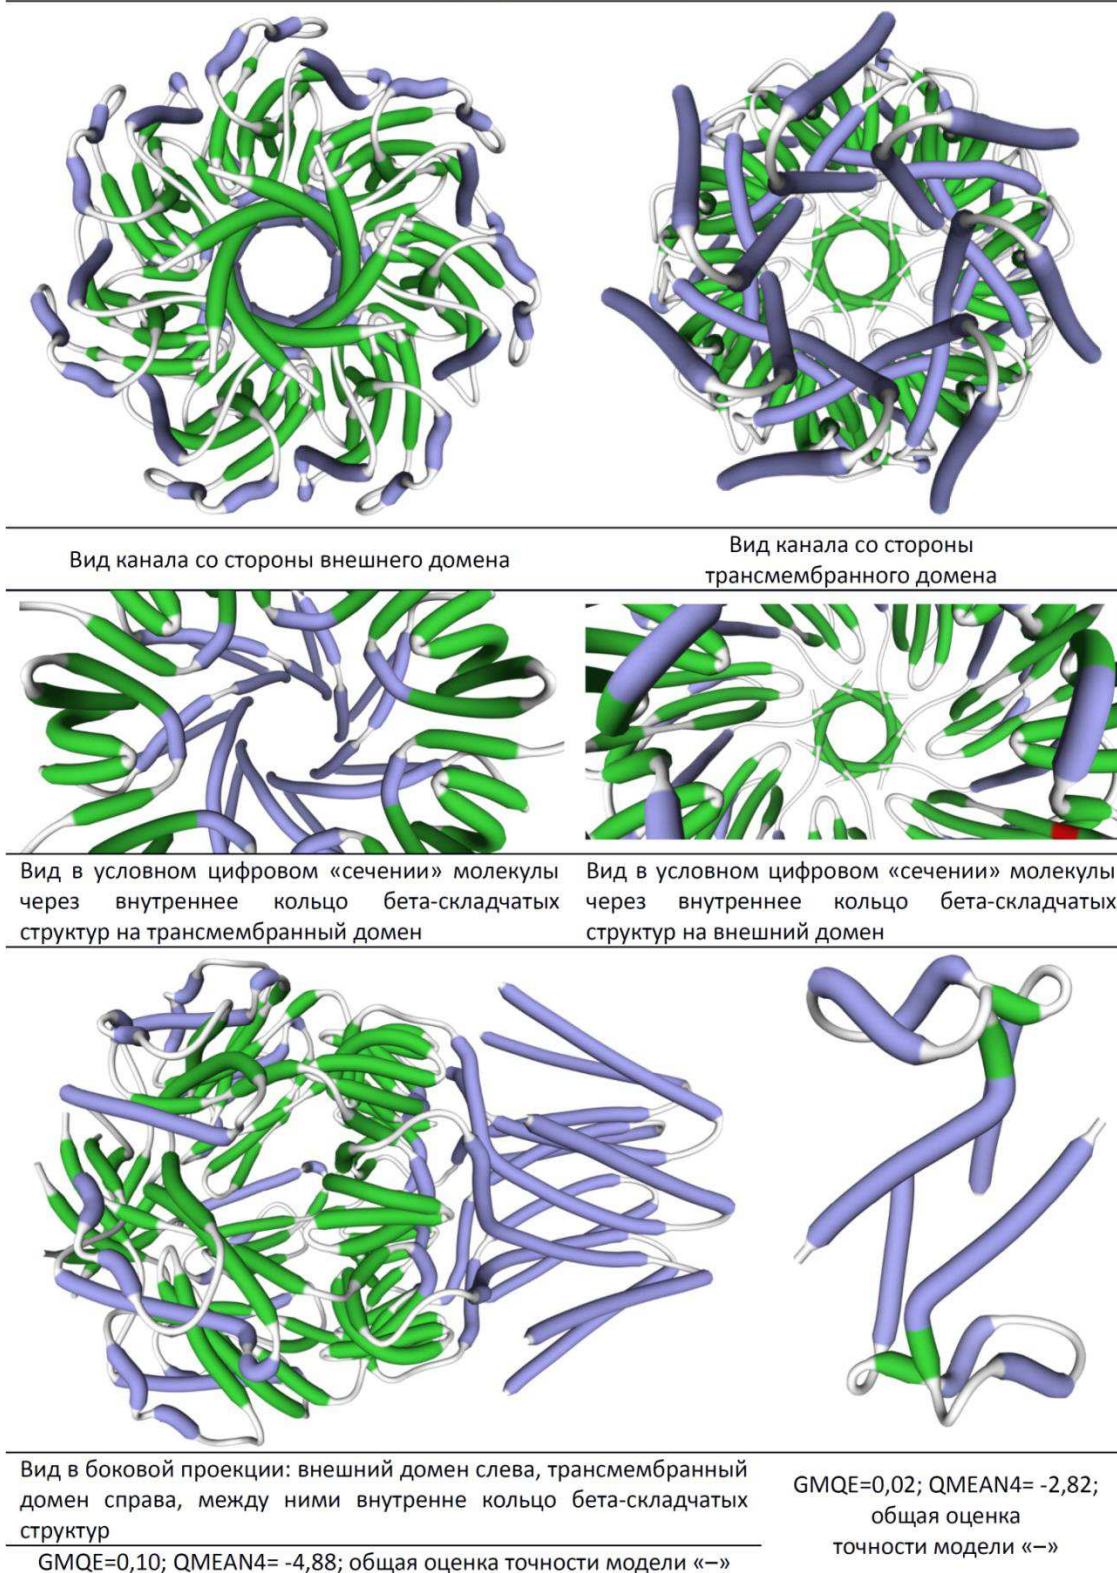 Вид канала со стороны внешнего домена
Вид канала со стороны
трансмембранного домена
Вид в условном цифровом «сечении» молекулы
через внутреннее кольцо бета-складчатых
структур на трансмембранный домен
Вид в условном цифровом «сечении» молекулы
через внутреннее кольцо бета-складчатых
структур на внешний домен
Вид в боковой проекции: внешний домен слева, трансмембранный
домен справа, между ними внутренне кольцо бета-складчатых
структур
GMQE=0,10; QMEAN4= -4,88; общая оценка точности модели «–»
GMQE=0,02; QMEAN4= -2,82;
общая оценка
точности модели «–»